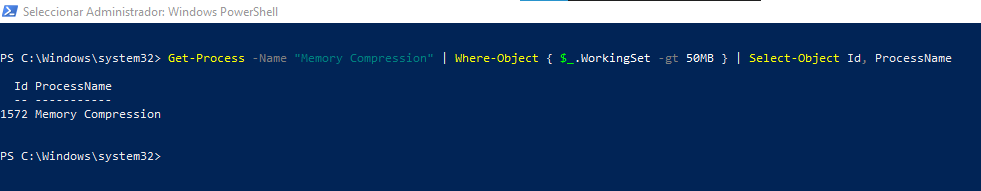 Seleccionar Administrador: Windows PowerShell
PS C:\Windows\system32> Get-Process -Name "Memory Compression" | Where-Object { $_.WorkingSet -gt 50MB } | Select-Object Id, ProcessName
Id ProcessName
-- -----------
1572 Memory Compression
PS C:\Windows\system32>